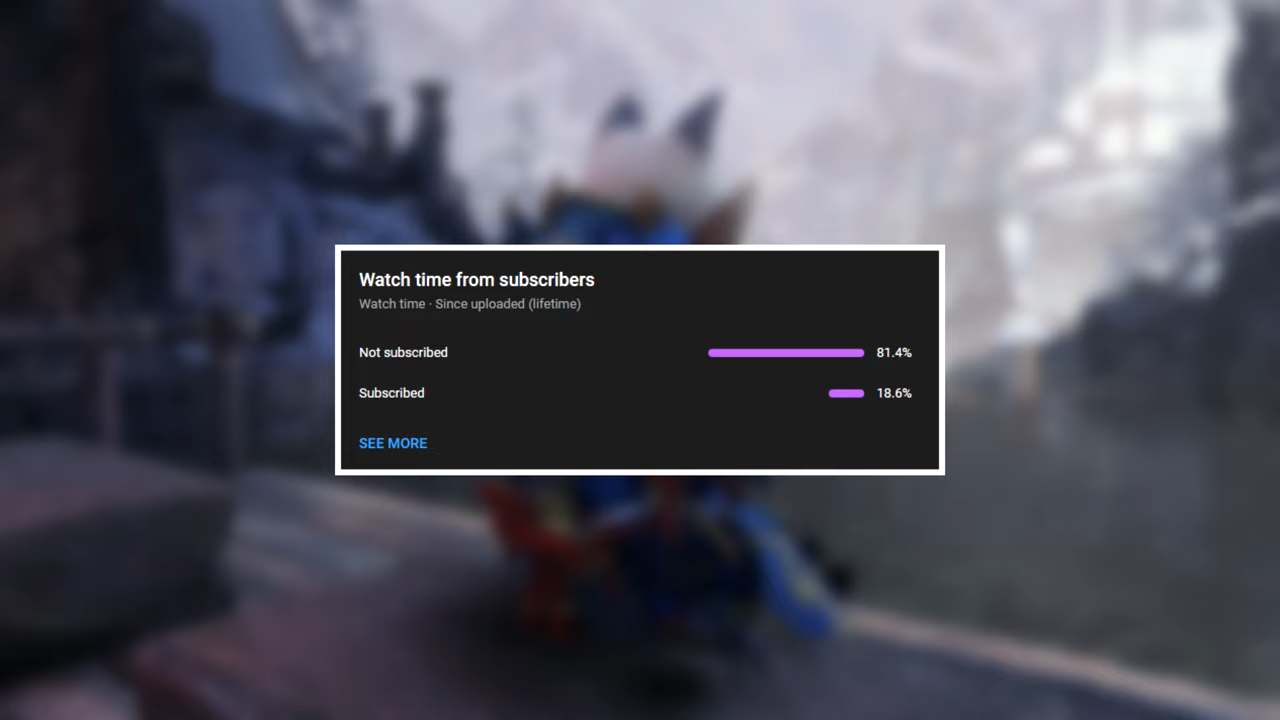 Watch time from subscribers
Watch time · Since uploaded (lifetime)
Not subscribed 81.4%
Subscribed 18.6%
SEE MORE